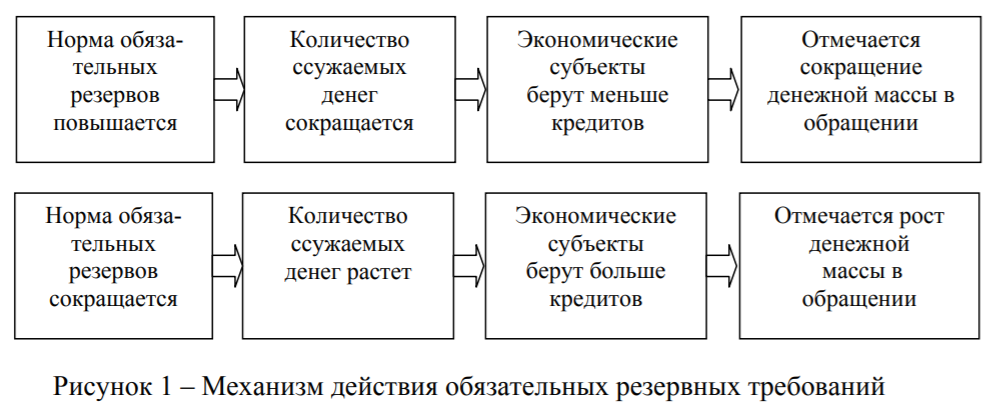 Норма обяза-
тельных
резервов
повышается
Количество
ссужаемых
денег
сокращается
Экономические
субъекты
берут меньше
кредитов
Отмечается
сокращение
денежной массы в
обращении
Норма обяза-
тельных
резервов
сокращается
Количество
ссужаемых
денег растет
Экономические
субъекты
берут больше
кредитов
Отмечается рост
денежной
массы в
обращении
Рисунок 1 – Механизм действия обязательных резервных требований